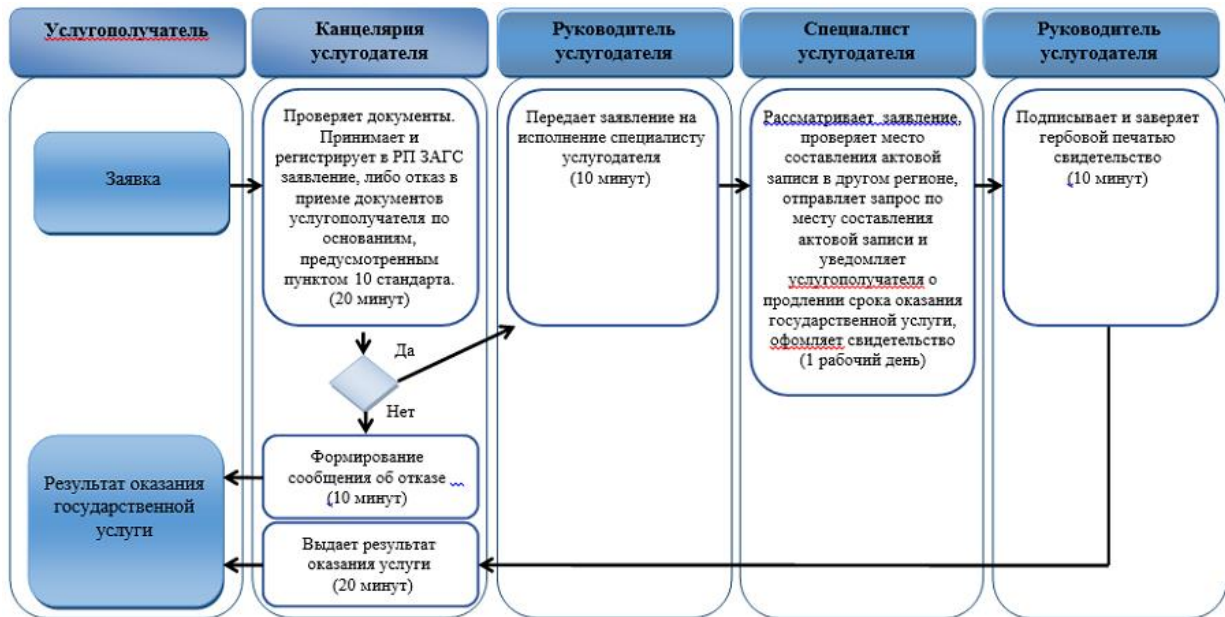 Услугополучатель
Канцелярия
услугодателя
Руководитель
услугодателя
Специалист
услугодателя
Руководитель
услугодателя
Заявка
Проверяет документы.
Принимает и
регистрирует в РП ЗАГС
заявление, либо отказ в
приеме документов
услугополучателя по
основаниям,
предусмотренным
пунктом 10 стандарта.
(20 минут)
Передает заявление на
исполнение специалисту
услугодателя
(10 минут)
Рассматривает заявление,
проверяет место
составления актовой
записи в другом регионе,
отправляет запрос по
месту составления
актовой записи и
уведомляет
услугополучателя о
продлении срока оказания
государственной услуги,
офомляет свидетельство
(1 рабочий день)
Подписывает и заверяет
гербовой печатью
свидетельство
(10 минут)
Да
Нет
Формирование
сообщения об отказе
(10 минут)
Результат оказания
государственной
услуги
Выдает результат
оказания услуги
(20 минут)